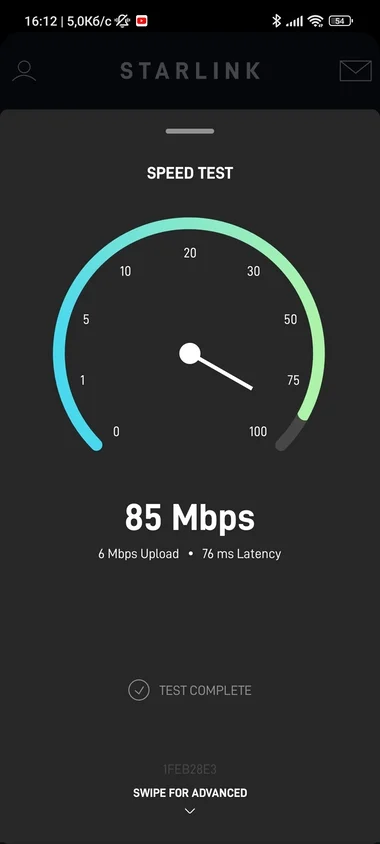 16:12 | 5,0Кб/с
54
STARLINK
SPEED TEST
20
10
30
5
50
1
75
0
100
85 Mbps
6 Mbps Upload • 76 ms Latency
TEST COMPLETE
1FEB28E3
SWIPE FOR ADVANCED